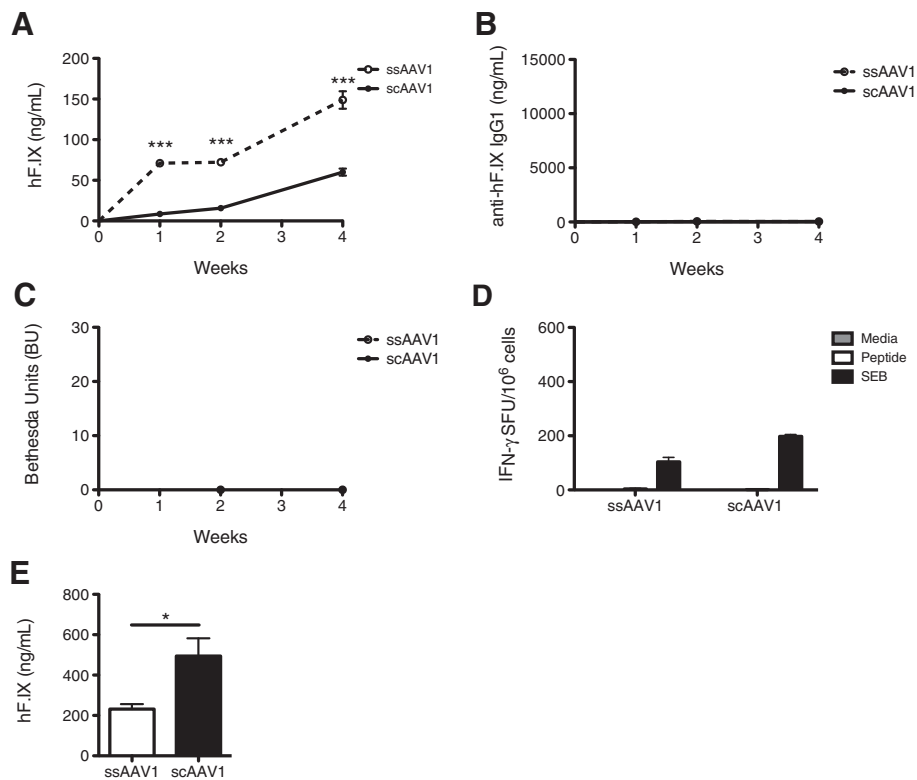 A
hF.IX (ng/mL)
200
150
100
50
0
***
***
***
ssAAV1
scAAV1
0 1 2 3 4
Weeks
B
anti-hF.IX IgG1 (ng/mL)
15000
10000
5000
0
ssAAV1
scAAV1
0 1 2 3 4
Weeks
C
Bethesda Units (BU)
30
20
10
0
ssAAV1
scAAV1
0 1 2 3 4
Weeks
D
IFN-γ SFU/10⁶ cells
600
400
200
0
Media
Peptide
SEB
ssAAV1 scAAV1
E
hF.IX (ng/mL)
800
600
400
200
0
*
ssAAV1 scAAV1